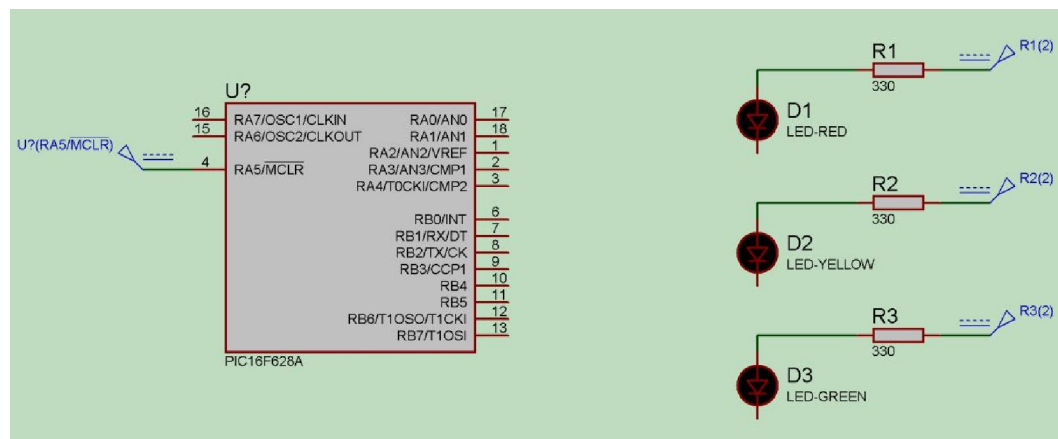 U?
16
RA7/OSC1/CLKIN
RA0/AN0
17
15
RA6/OSC2/CLKOUT
RA1/AN1
18
RA2/AN2/VREF
1
U?(RA5/MCLR)
4
RA5/MCLR
RA3/AN3/CMP1
2
RA4/T0CKI/CMP2
3
RB0/INT
6
RB1/RX/DT
7
RB2/TX/CK
8
RB3/CCP1
9
RB4
10
RB5
11
RB6/T1OSO/T1CKI
12
RB7/T1OSI
13
PIC16F628A
R1
330
R1(2)
D1
LED-RED
R2
330
R2(2)
D2
LED-YELLOW
R3
330
R3(2)
D3
LED-GREEN